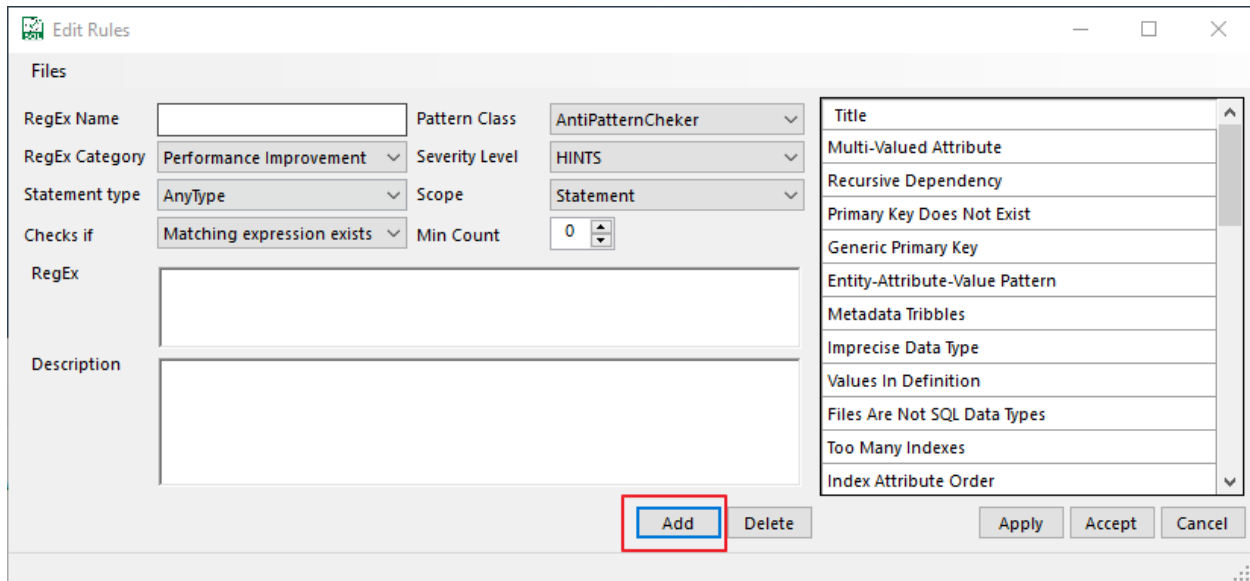 SQL Edit Rules
Files
RegEx Name Pattern Class AntiPatternCheker
RegEx Category Performance Improvement Severity Level HINTS
Statement type AnyType Scope Statement
Checks if Matching expression exists Min Count 0
RegEx
Description
Add Delete
Title
Multi-Valued Attribute
Recursive Dependency
Primary Key Does Not Exist
Generic Primary Key
Entity-Attribute-Value Pattern
Metadata Tribbles
Imprecise Data Type
Values In Definition
Files Are Not SQL Data Types
Too Many Indexes
Index Attribute Order
Apply Accept Cancel